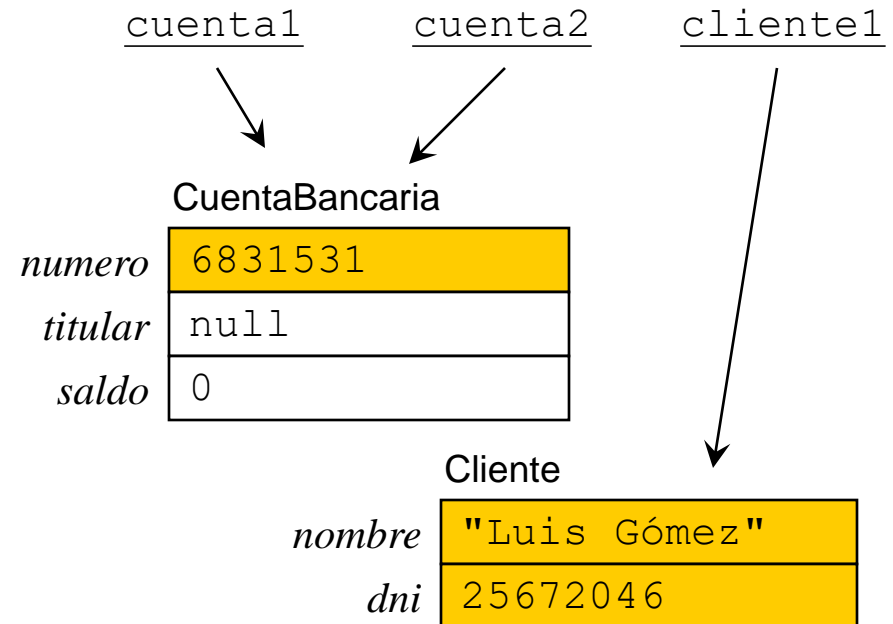 cuenta1 cuenta2 cliente1
CuentaBancaria
numero 6831531
titular null
saldo 0
Cliente
nombre "Luis Gómez"
dni 25672046